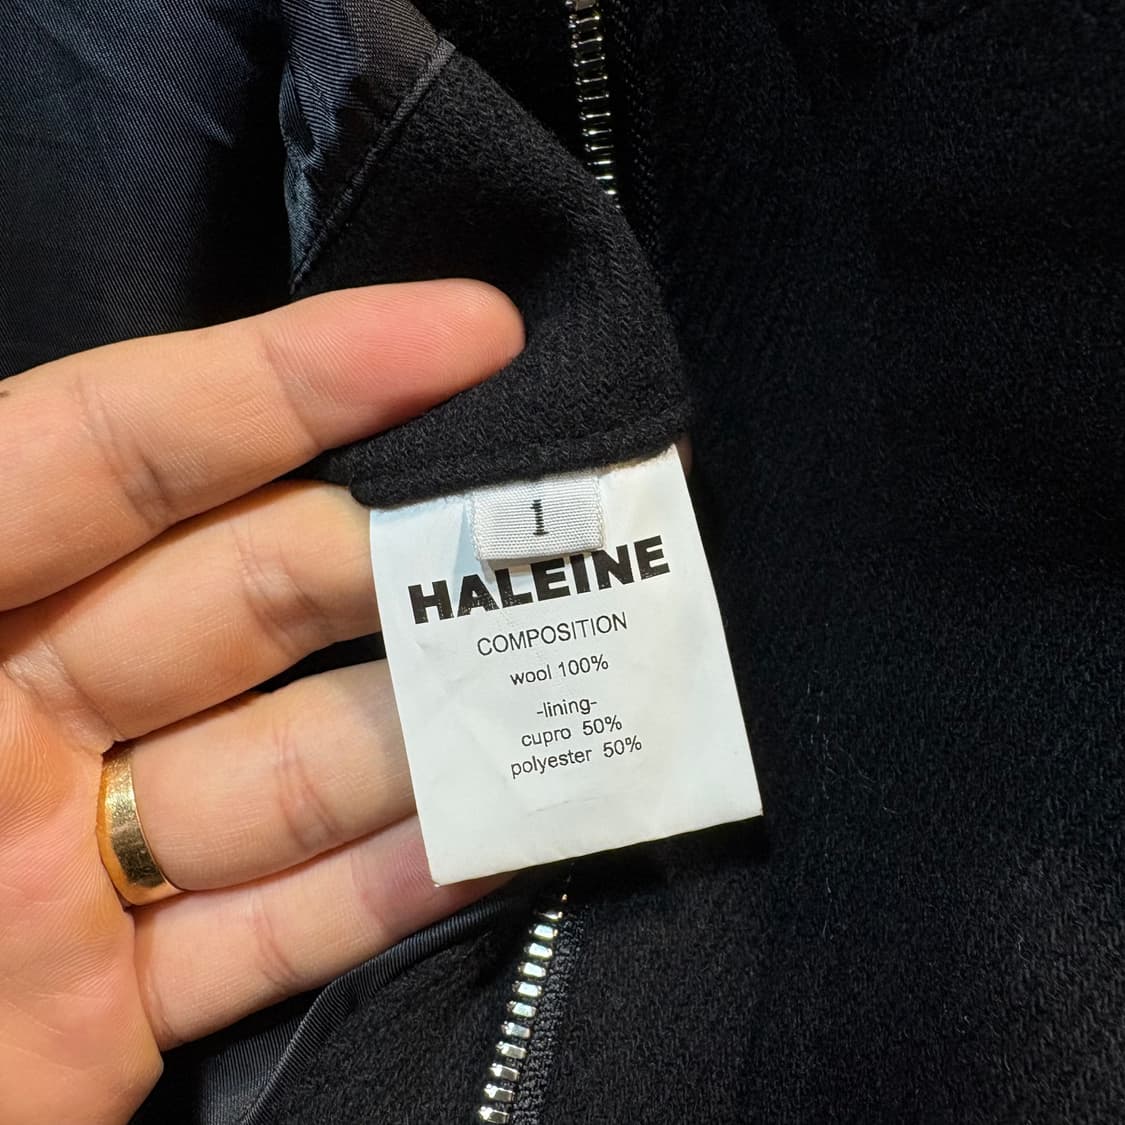 1
HALEINE
COMPOSITION
wool 100%
-lining-
cupro 50%
polyester 50%